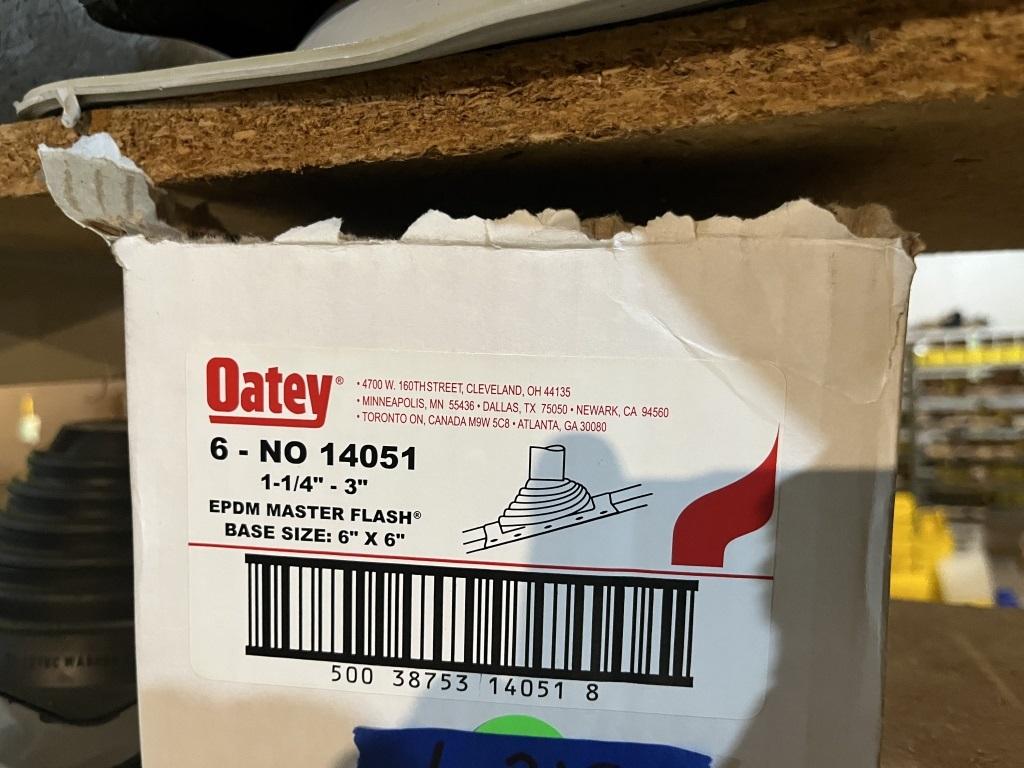 Oatey®
• 4700 W. 160TH STREET, CLEVELAND, OH 44135
• MINNEAPOLIS, MN 55436 • DALLAS, TX 75050 • NEWARK, CA 94560
• TORONTO ON, CANADA M9W 5C8 • ATLANTA, GA 30080
6 - NO 14051
1-1/4" - 3"
EPDM MASTER FLASH®
BASE SIZE: 6" X 6"
500 38753 14051 8